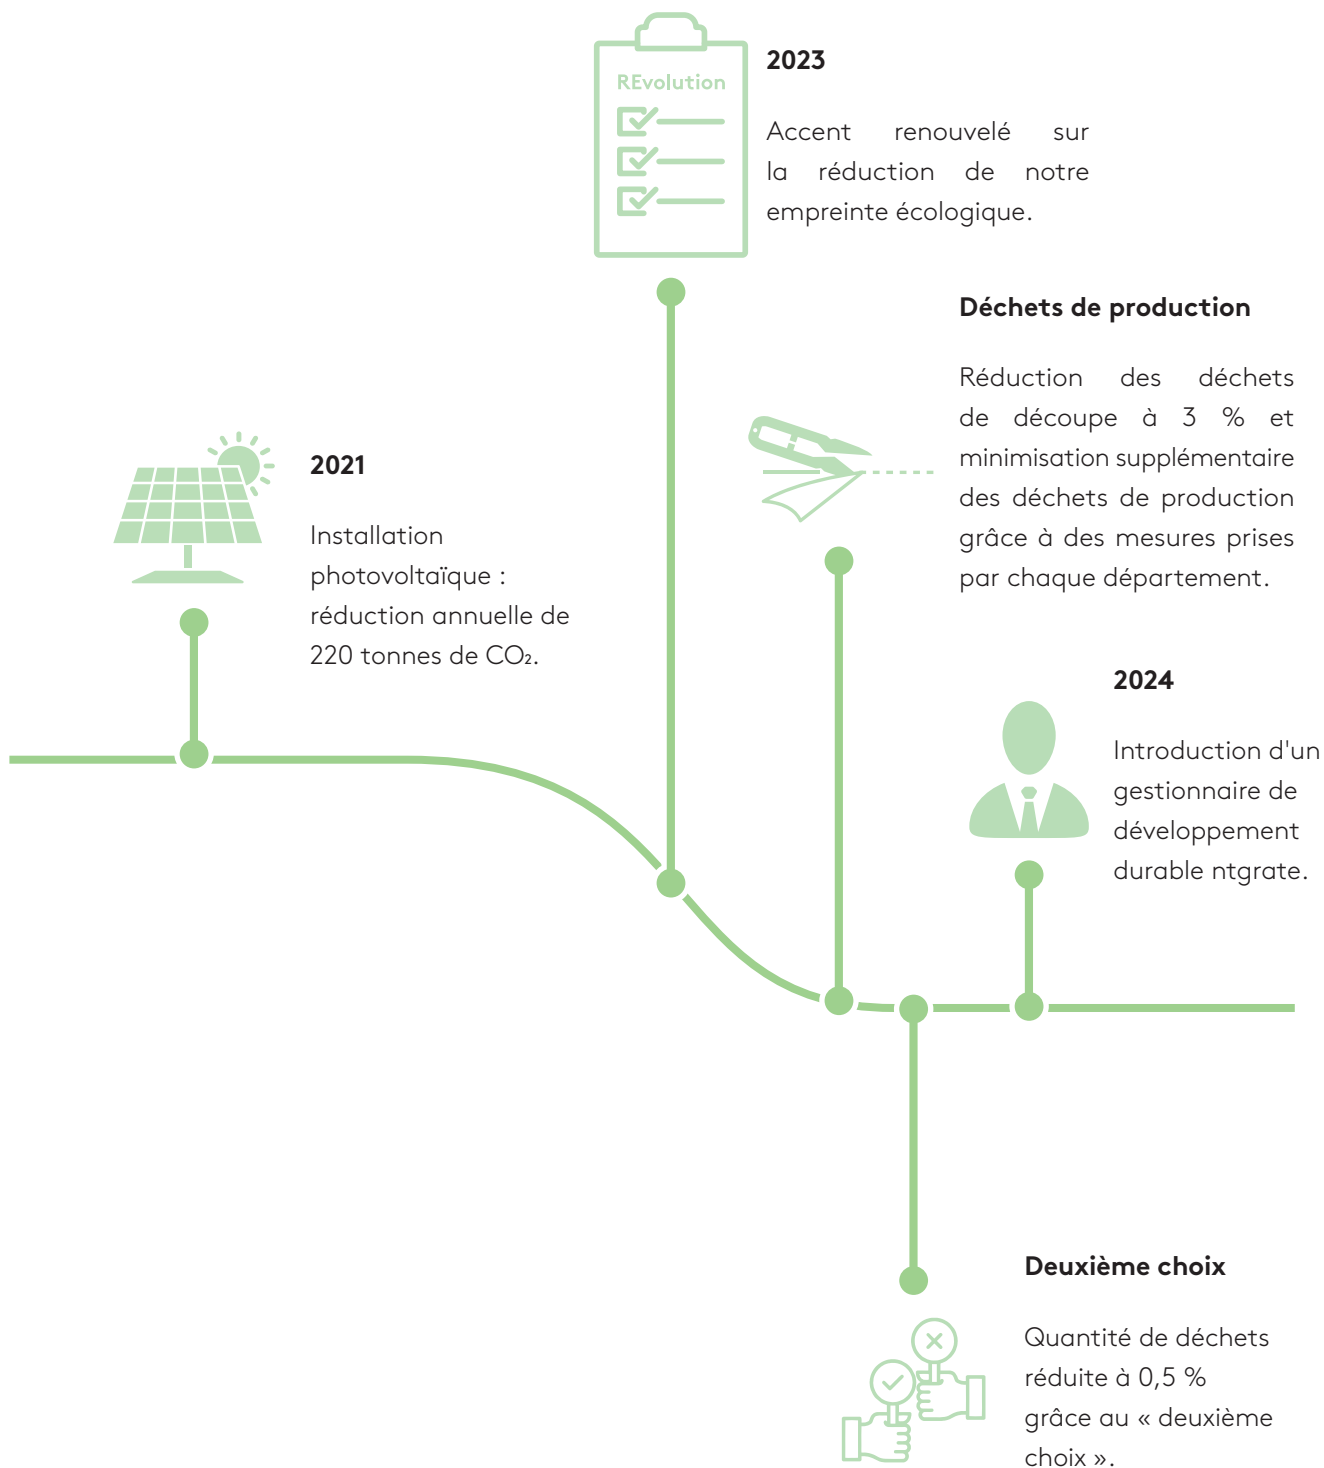 REvolution
2023
Accent renouvelé sur
la réduction de notre
empreinte écologique.
Déchets de production
Réduction des déchets
de découpe à 3 % et
minimisation supplémentaire
des déchets de production
grâce à des mesures prises
par chaque département.
2021
Installation
photovoltaïque :
réduction annuelle de
220 tonnes de CO₂.
2024
Introduction d'un
gestionnaire de
développement
durable ntgrate.
Deuxième choix
Quantité de déchets
réduite à 0,5 %
grâce au « deuxième
choix ».